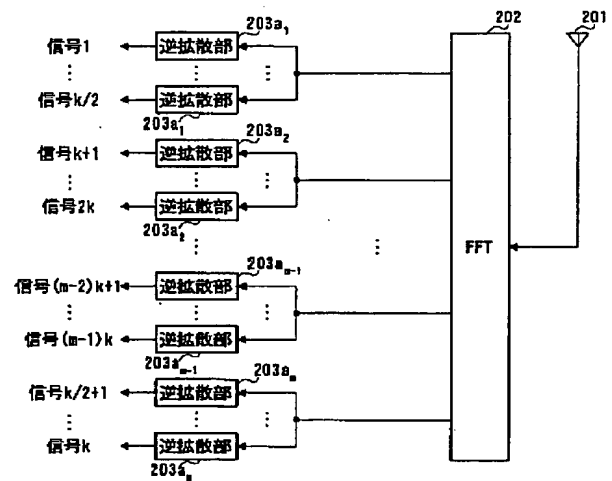 202
201
203a₁
信号1
逆拡散部
⋮ ⋮ ⋮
信号k/2
逆拡散部
203a₁
203a₂
信号k+1
逆拡散部
⋮ ⋮ ⋮
信号2k
逆拡散部
203a₂
⋮ ⋮
FFT
203aₘ₋₁
信号(m-2)k+1
逆拡散部
⋮ ⋮ ⋮
信号(m-1)k
逆拡散部
203aₘ₋₁
203aₘ
信号k/2+1
逆拡散部
⋮ ⋮ ⋮
信号k
逆拡散部
203aₘ